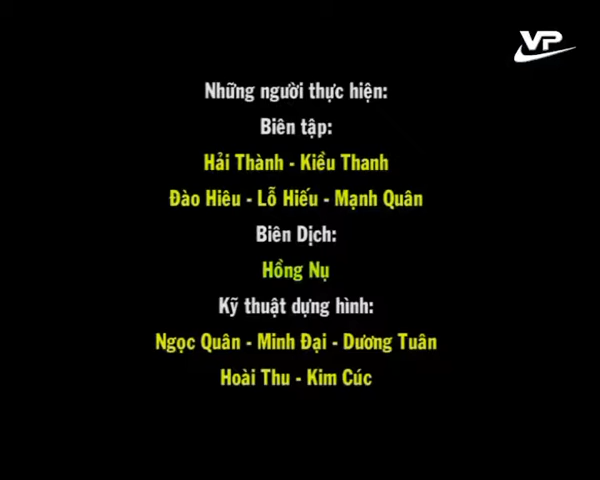 VP
Những người thực hiện:
Biên tập:
Hải Thành - Kiều Thanh
Đào Hiêu - Lỗ Hiếu - Mạnh Quân
Biên Dịch:
Hồng Nụ
Kỹ thuật dựng hình:
Ngọc Quân - Minh Đại - Dương Tuân
Hoài Thu - Kim Cúc